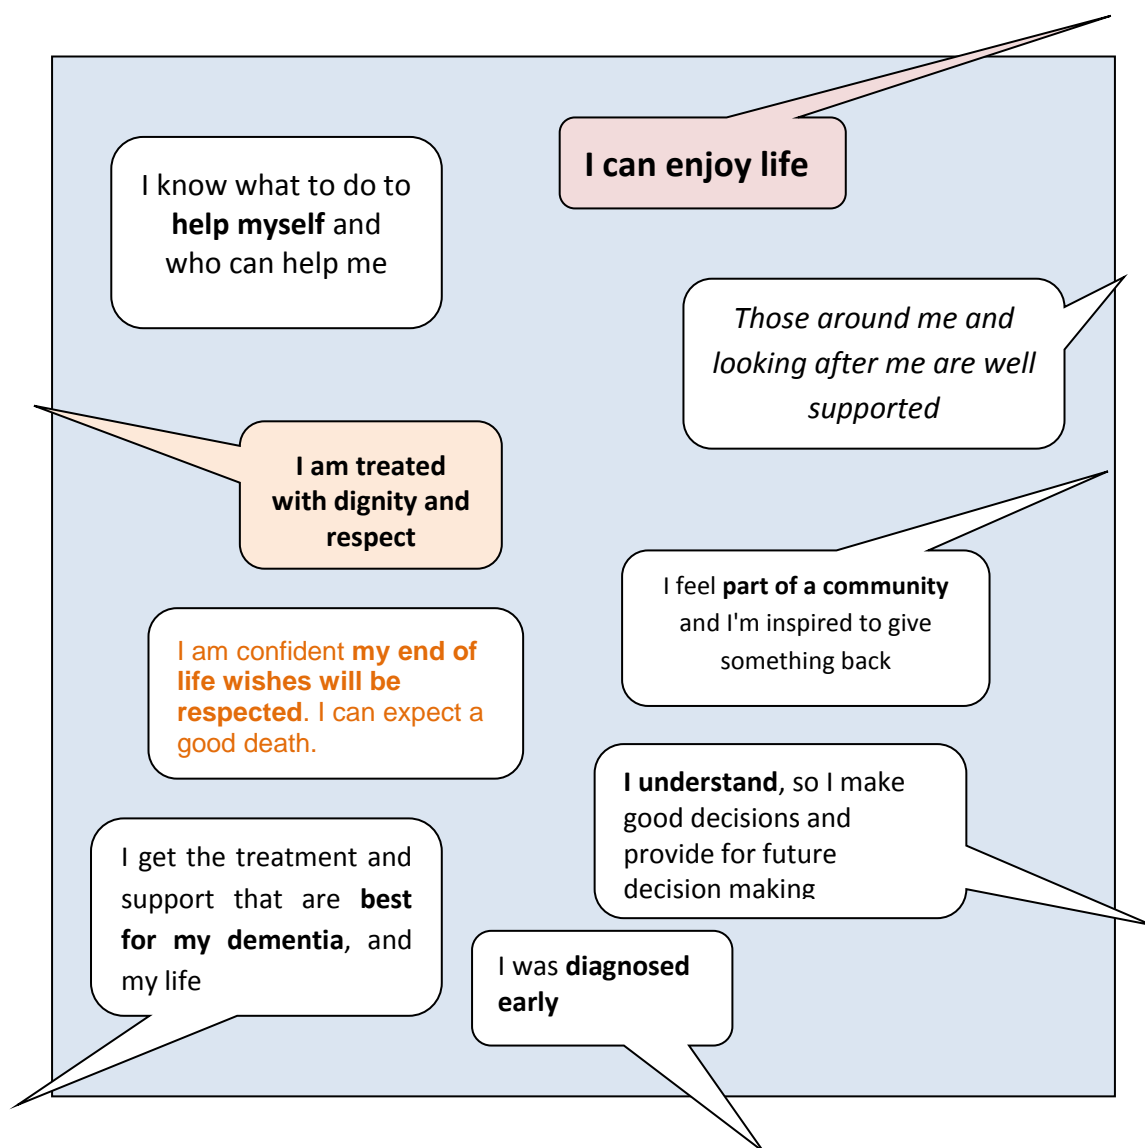 I can enjoy life
I know what to do to
help myself and
who can help me
Those around me and
looking after me are well
supported
I am treated
with dignity and
respect
I feel part of a community
and I'm inspired to give
something back
I am confident my end of
life wishes will be
respected. I can expect a
good death.
I understand, so I make
good decisions and
provide for future
decision making
I get the treatment and
support that are best
for my dementia, and
my life
I was diagnosed
early